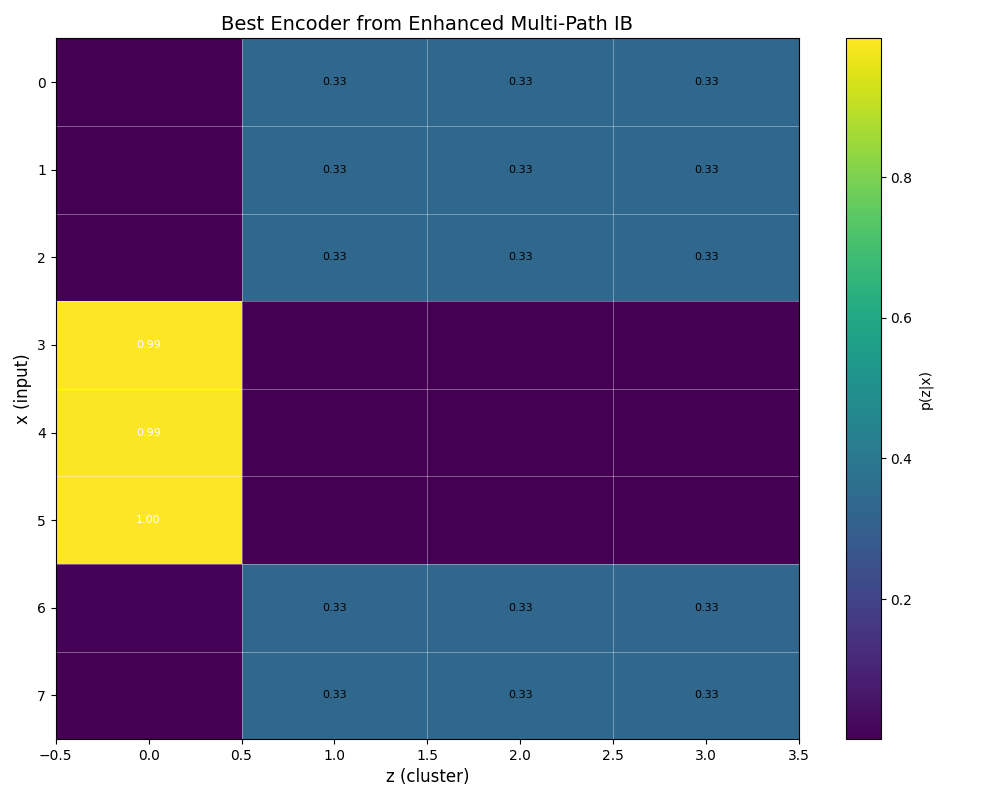 Best Encoder from Enhanced Multi-Path IB
0 0.33 0.33 0.33
1 0.33 0.33 0.33
2 0.33 0.33 0.33
3 0.99
4 0.99
5 1.00
6 0.33 0.33 0.33
7 0.33 0.33 0.33
−0.5 0.0 0.5 1.0 1.5 2.0 2.5 3.0 3.5
z (cluster)
x (input)
0.8
0.6
0.4
0.2
p(z|x)